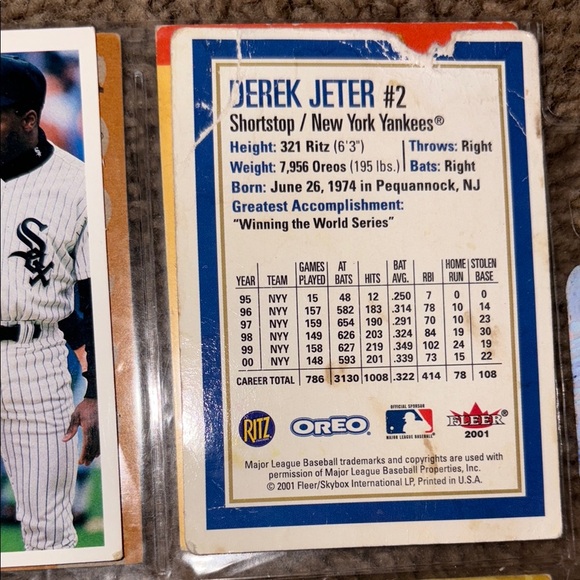 DEREK JETER #2
Shortstop / New York Yankees®
Height: 321 Ritz (6'3") Throws: Right
Weight: 7,956 Oreos (195 lbs.) Bats: Right
Born: June 26, 1974 in Pequannock, NJ
Greatest Accomplishment:
"Winning the World Series"
YEAR TEAM GAMES PLAYED AT BATS HITS BAT AVG. RBI HOME RUN STOLEN BASE
95 NYY 15 48 12 .250 7 0 0
96 NYY 157 582 183 .314 78 10 14
97 NYY 159 654 190 .291 70 10 23
98 NYY 149 626 203 .324 84 19 30
99 NYY 158 627 219 .349 102 24 19
00 NYY 148 593 201 .339 73 15 22
CAREER TOTAL 786 3130 1008 .322 414 78 108
RITZ
OREO
OFFICIAL SPONSOR
MAJOR LEAGUE BASEBALL
FLEER
2001
Major League Baseball trademarks and copyrights are used with
permission of Major League Baseball Properties, Inc.
© 2001 Fleer/Skybox International LP, Printed in U.S.A.
Sox